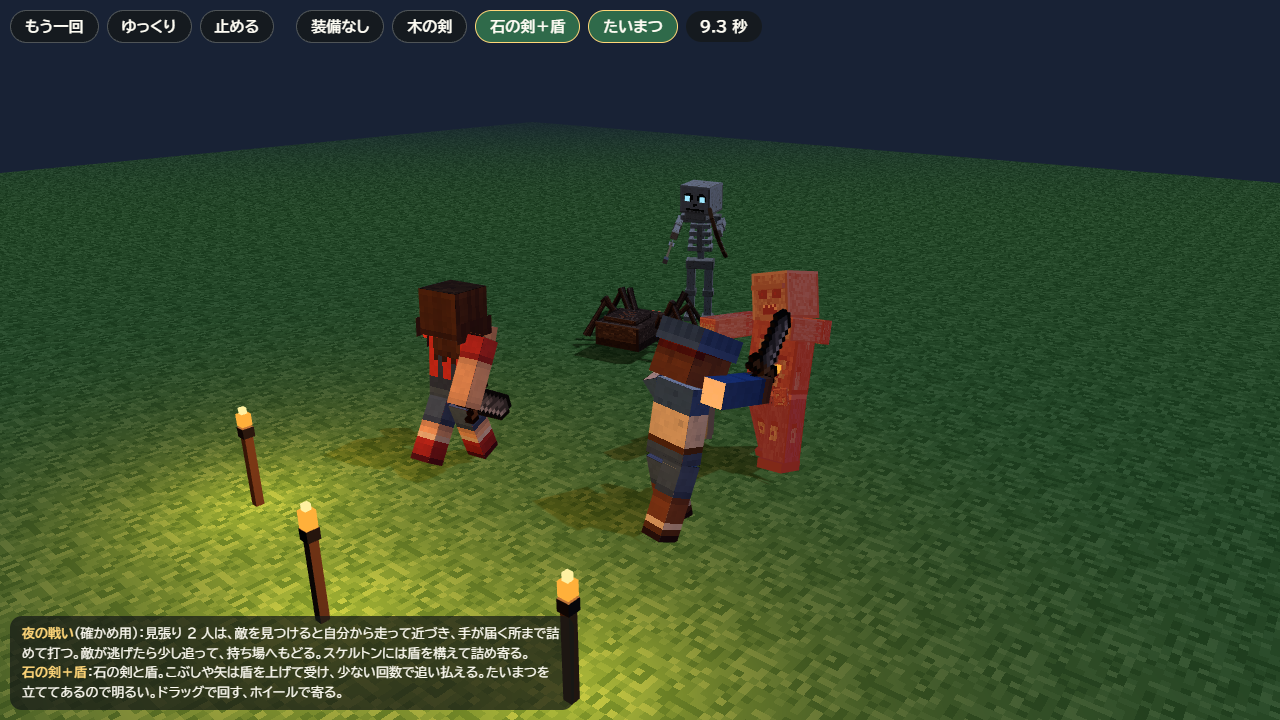 もう一回 ゆっくり 止める 装備なし 木の剣 石の剣＋盾 たいまつ 9.3 秒
夜の戦い（確かめ用）：見張り 2 人は、敵を見つけると自分から走って近づき、手が届く所まで詰
めて打つ。敵が逃げたら少し追って、持ち場へもどる。スケルトンには盾を構えて詰め寄る。
石の剣＋盾：石の剣と盾。こぶしや矢は盾を上げて受け、少ない回数で追い払える。たいまつを
立ててあるので明るい。ドラッグで回す、ホイールで寄る。